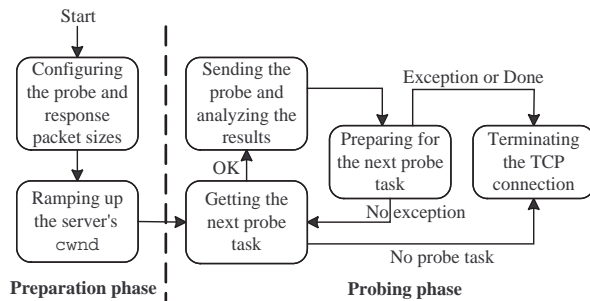 Start
Configuring
the probe and
response
packet sizes
Ramping up
the server's
cwnd
Preparation phase
Sending the
probe and
analyzing the
results
OK
Getting the
next probe
task
Exception or Done
Preparing for
the next probe
task
No exception
Terminating
the TCP
connection
No probe task
Probing phase